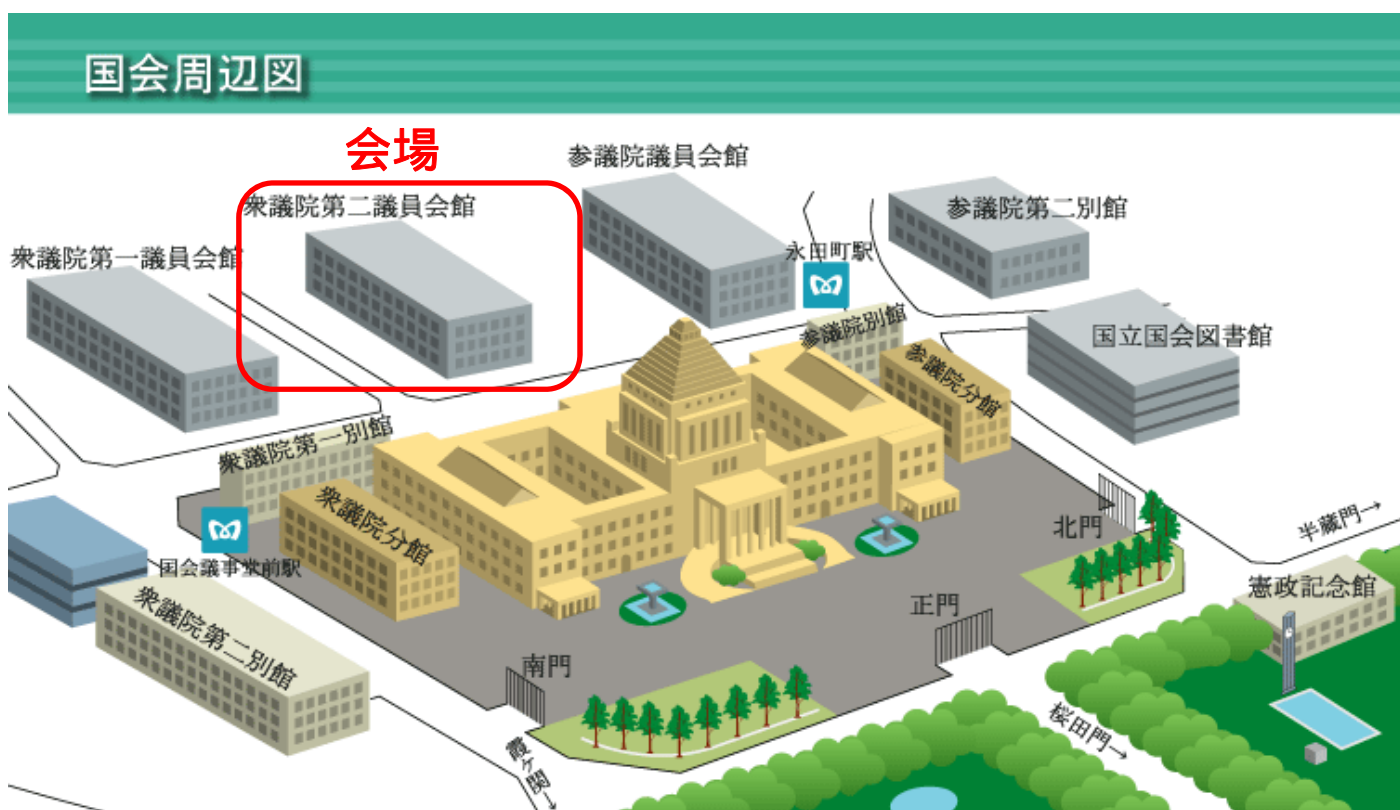 国会周辺図
会場
参議院議員会館
衆議院第二議員会館
参議院第二別館
衆議院第一議員会館
永田町駅
参議院別館
国立国会図書館
参議院分館
衆議院第一別館
衆議院分館
北門
半蔵門→
国会議事堂前駅
憲政記念館
正門
衆議院第二別館
南門
桜田門→
霞ヶ関→